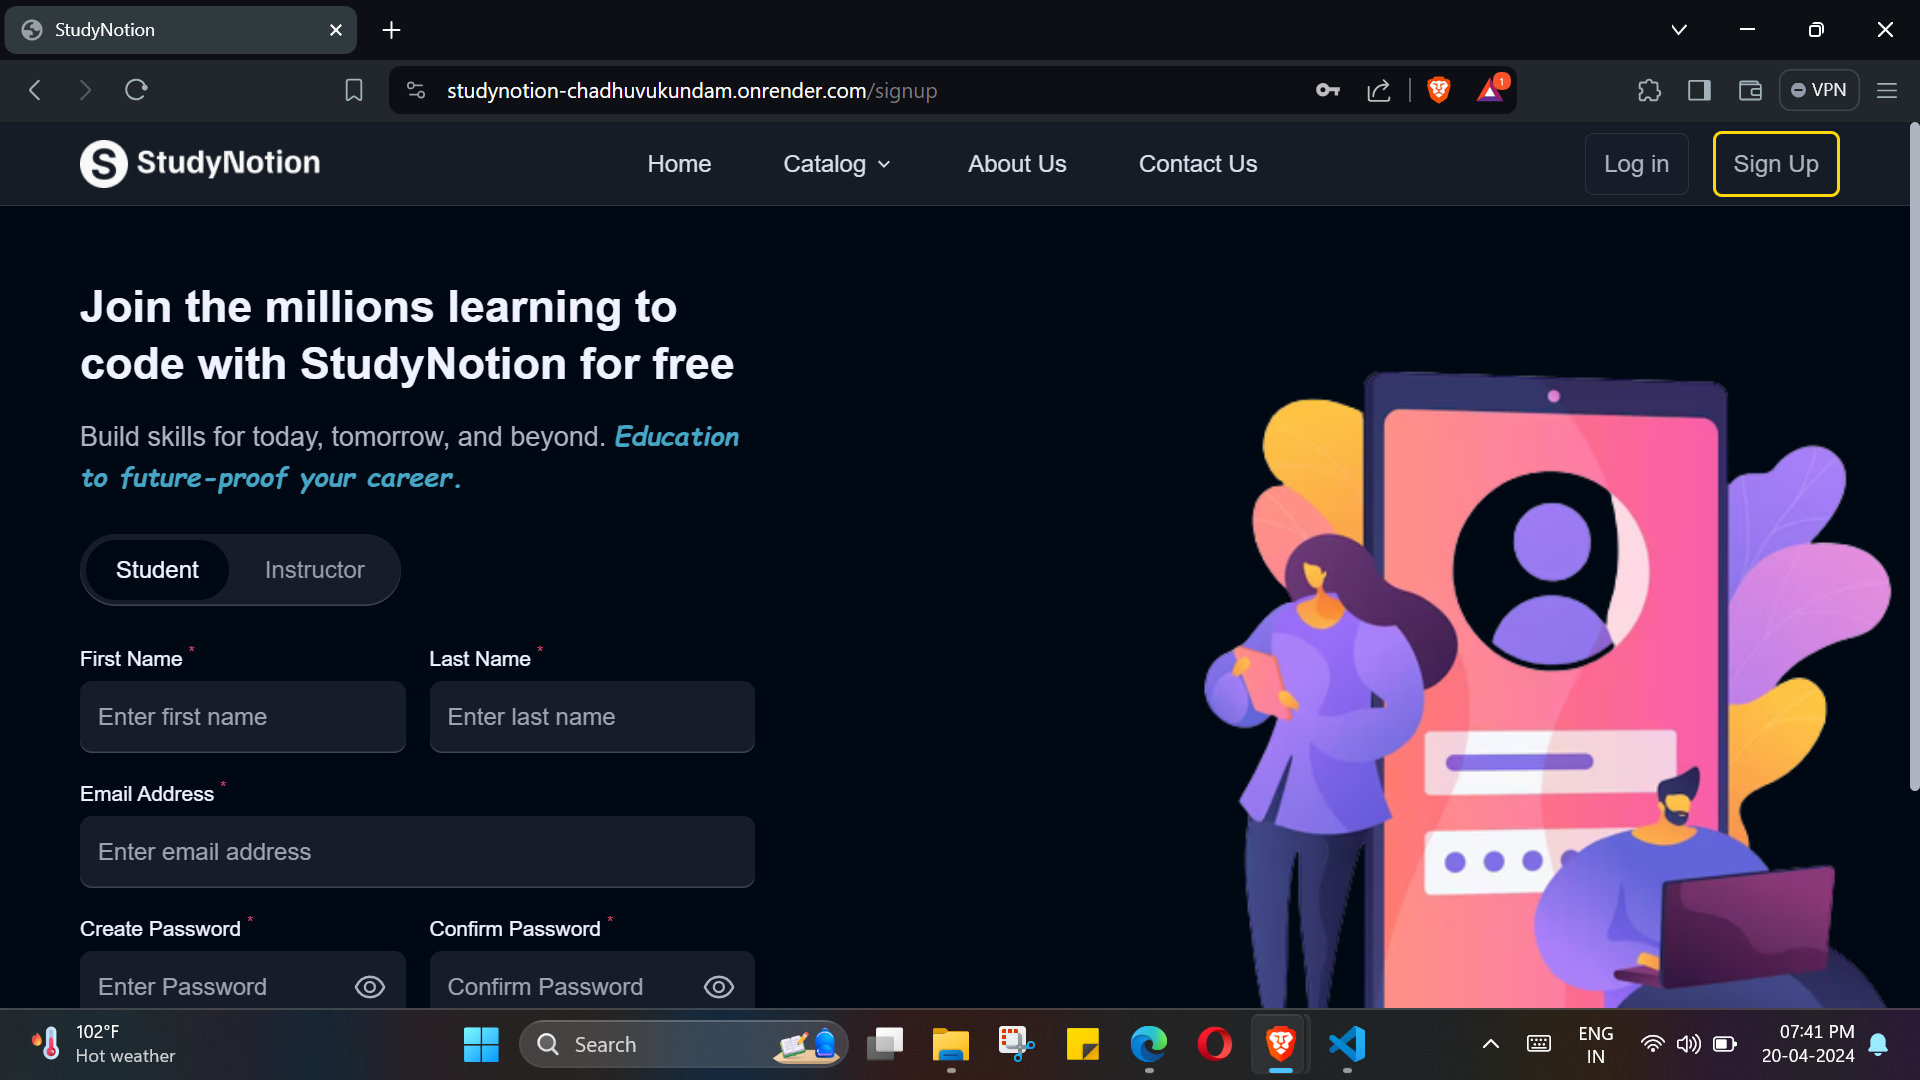 StudyNotion
studynotion-chadhuvukundam.onrender.com/signup
1
VPN
S StudyNotion
Home
Catalog
About Us
Contact Us
Log in
Sign Up
Join the millions learning to
code with StudyNotion for free
Build skills for today, tomorrow, and beyond. Education
to future-proof your career.
Student
Instructor
First Name *
Last Name *
Enter first name
Enter last name
Email Address *
Enter email address
Create Password *
Confirm Password *
Enter Password
Confirm Password
102°F
Hot weather
Search
ENG
IN
07:41 PM
20-04-2024